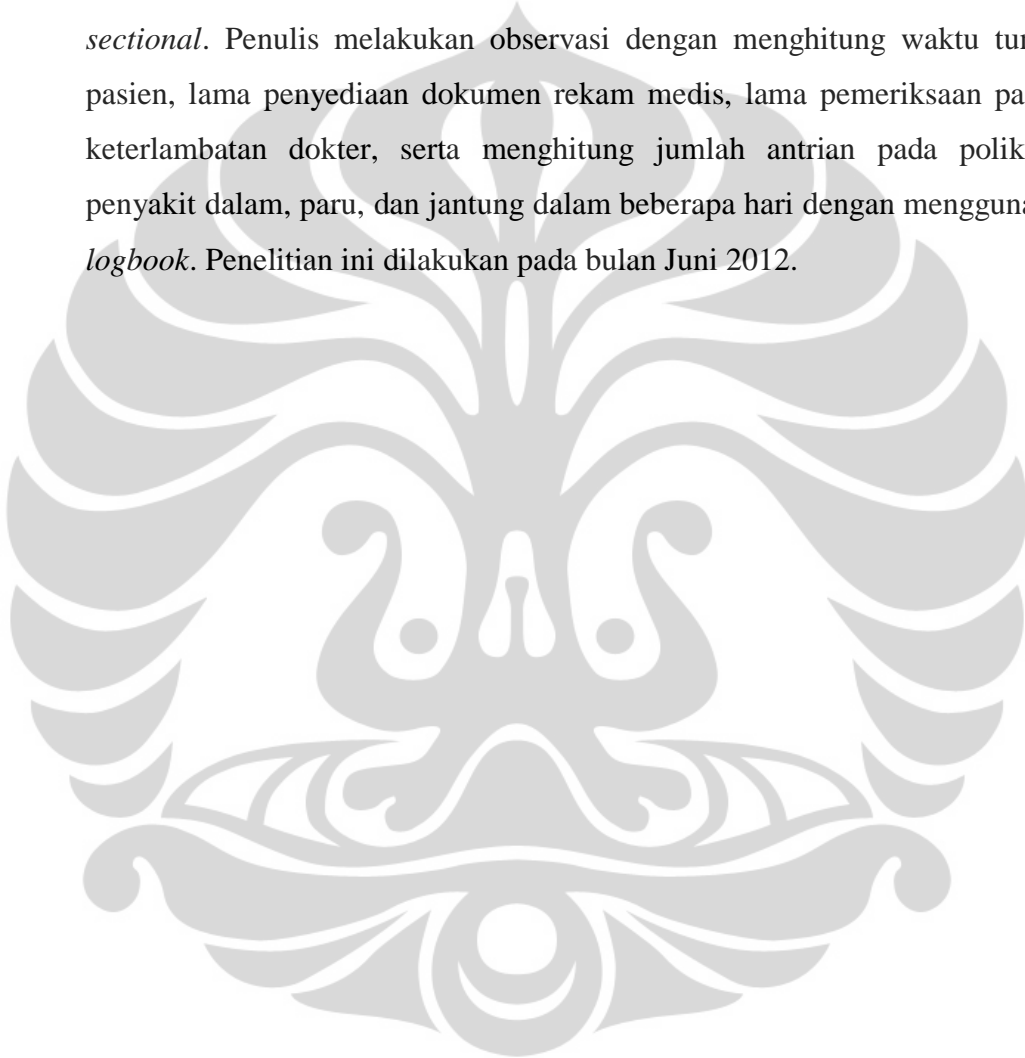 sectional. Penulis melakukan observasi dengan menghitung waktu tun
pasien, lama penyediaan dokumen rekam medis, lama pemeriksaan pa
keterlambatan dokter, serta menghitung jumlah antrian pada polik
penyakit dalam, paru, dan jantung dalam beberapa hari dengan mengguna
logbook. Penelitian ini dilakukan pada bulan Juni 2012.